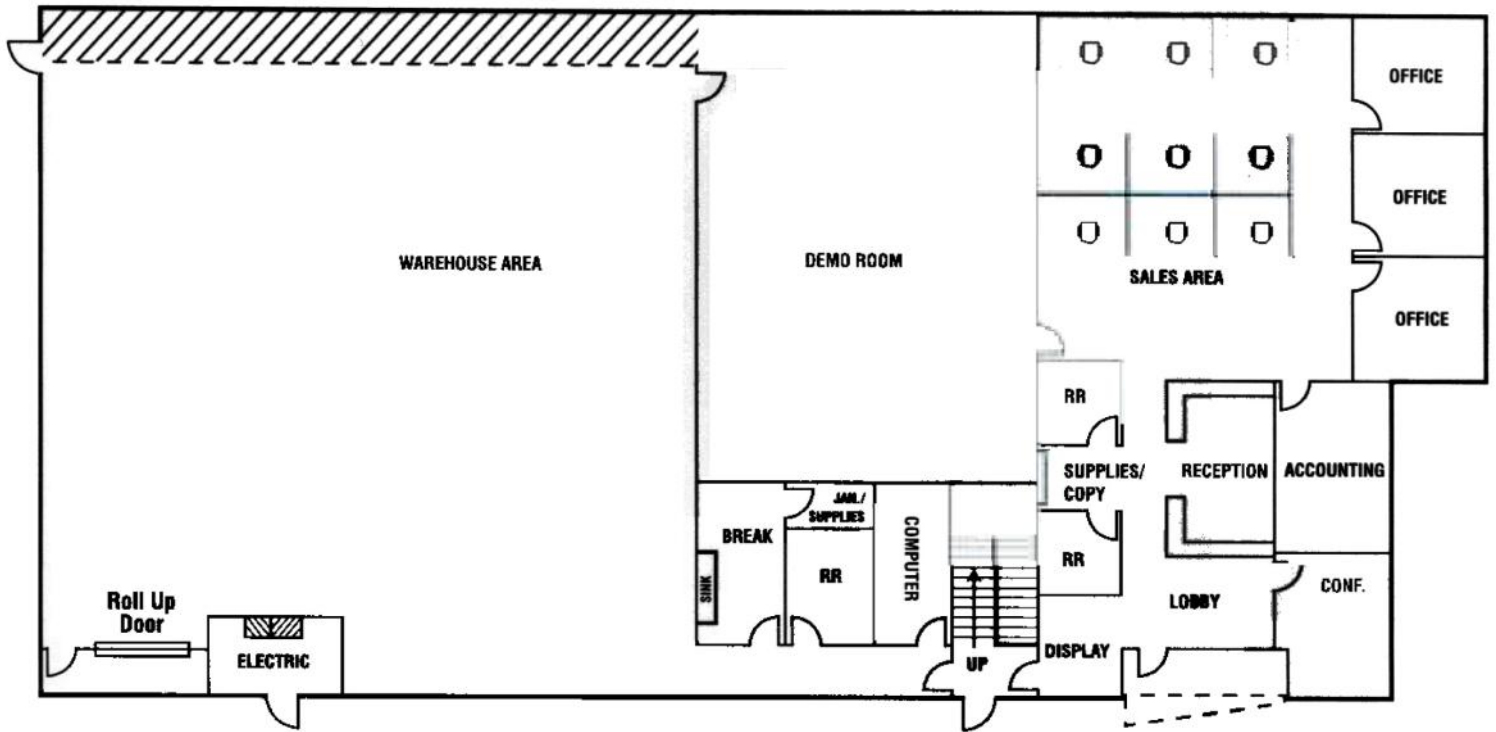 OFFICE
OFFICE
WAREHOUSE AREA
DEMO ROOM
SALES AREA
OFFICE
RR
SUPPLIES/
COPY
RECEPTION
ACCOUNTING
JAN./
SUPPLIES
BREAK
COMPUTER
RR
SINK
RR
CONF.
LOBBY
Roll Up
Door
ELECTRIC
UP
DISPLAY